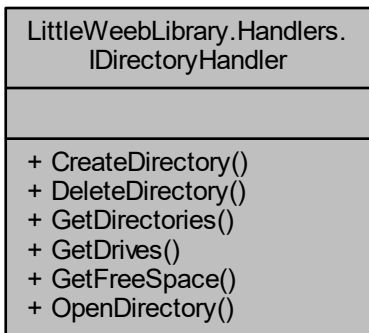 LittleWeebLibrary.Handlers.
IDirectoryHandler
+ CreateDirectory()
+ DeleteDirectory()
+ GetDirectories()
+ GetDrives()
+ GetFreeSpace()
+ OpenDirectory()